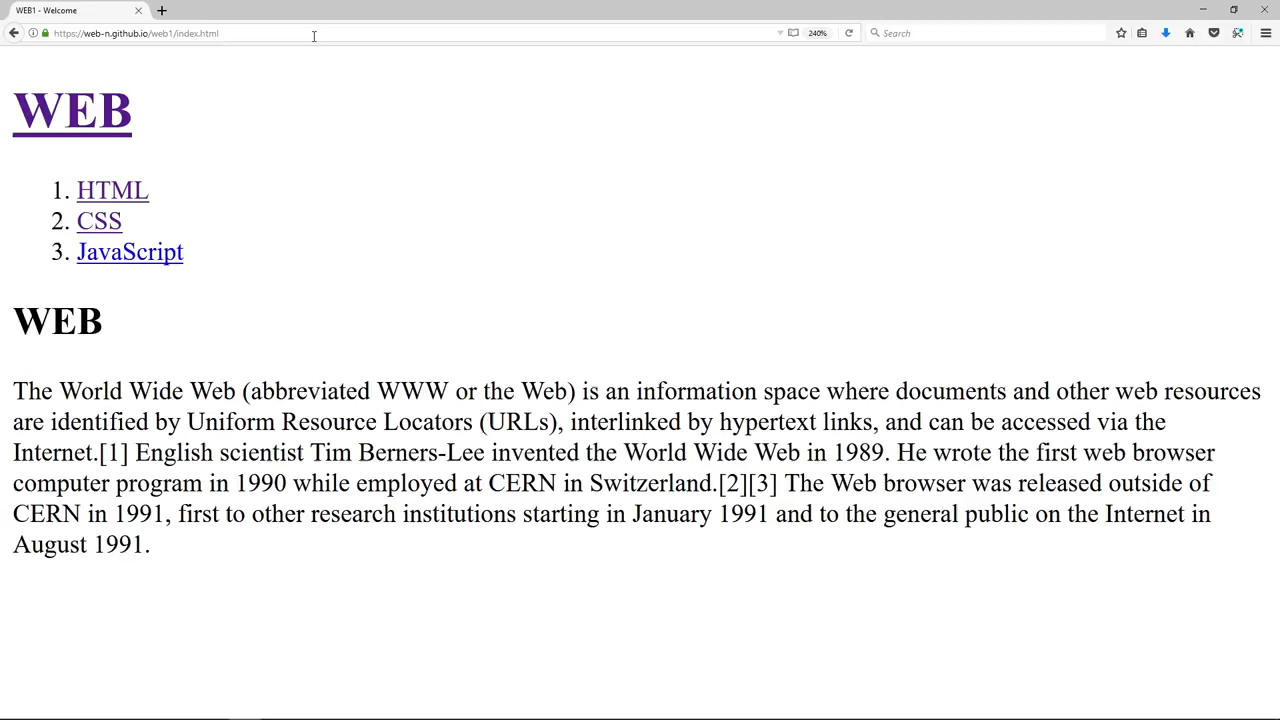 WEB1 - Welcome
https://web-n.github.io/web1/index.html
240%
Search
WEB
1. HTML
2. CSS
3. JavaScript
WEB
The World Wide Web (abbreviated WWW or the Web) is an information space where documents and other web resources
are identified by Uniform Resource Locators (URLs), interlinked by hypertext links, and can be accessed via the
Internet.[1] English scientist Tim Berners-Lee invented the World Wide Web in 1989. He wrote the first web browser
computer program in 1990 while employed at CERN in Switzerland.[2][3] The Web browser was released outside of
CERN in 1991, first to other research institutions starting in January 1991 and to the general public on the Internet in
August 1991.